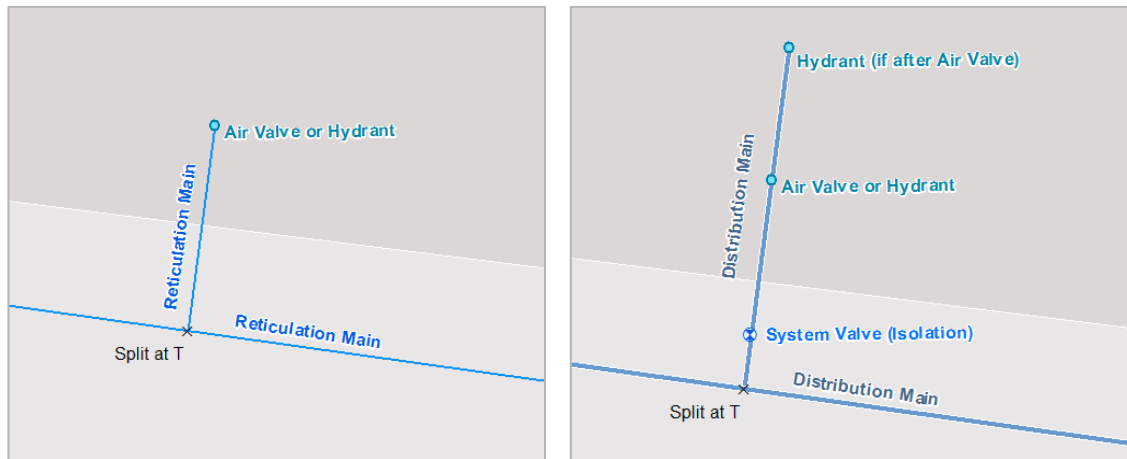 Air Valve or Hydrant
Reticulation Main
Reticulation Main
Split at T
Hydrant (if after Air Valve)
Distribution Main
Air Valve or Hydrant
System Valve (Isolation)
Distribution Main
Split at T